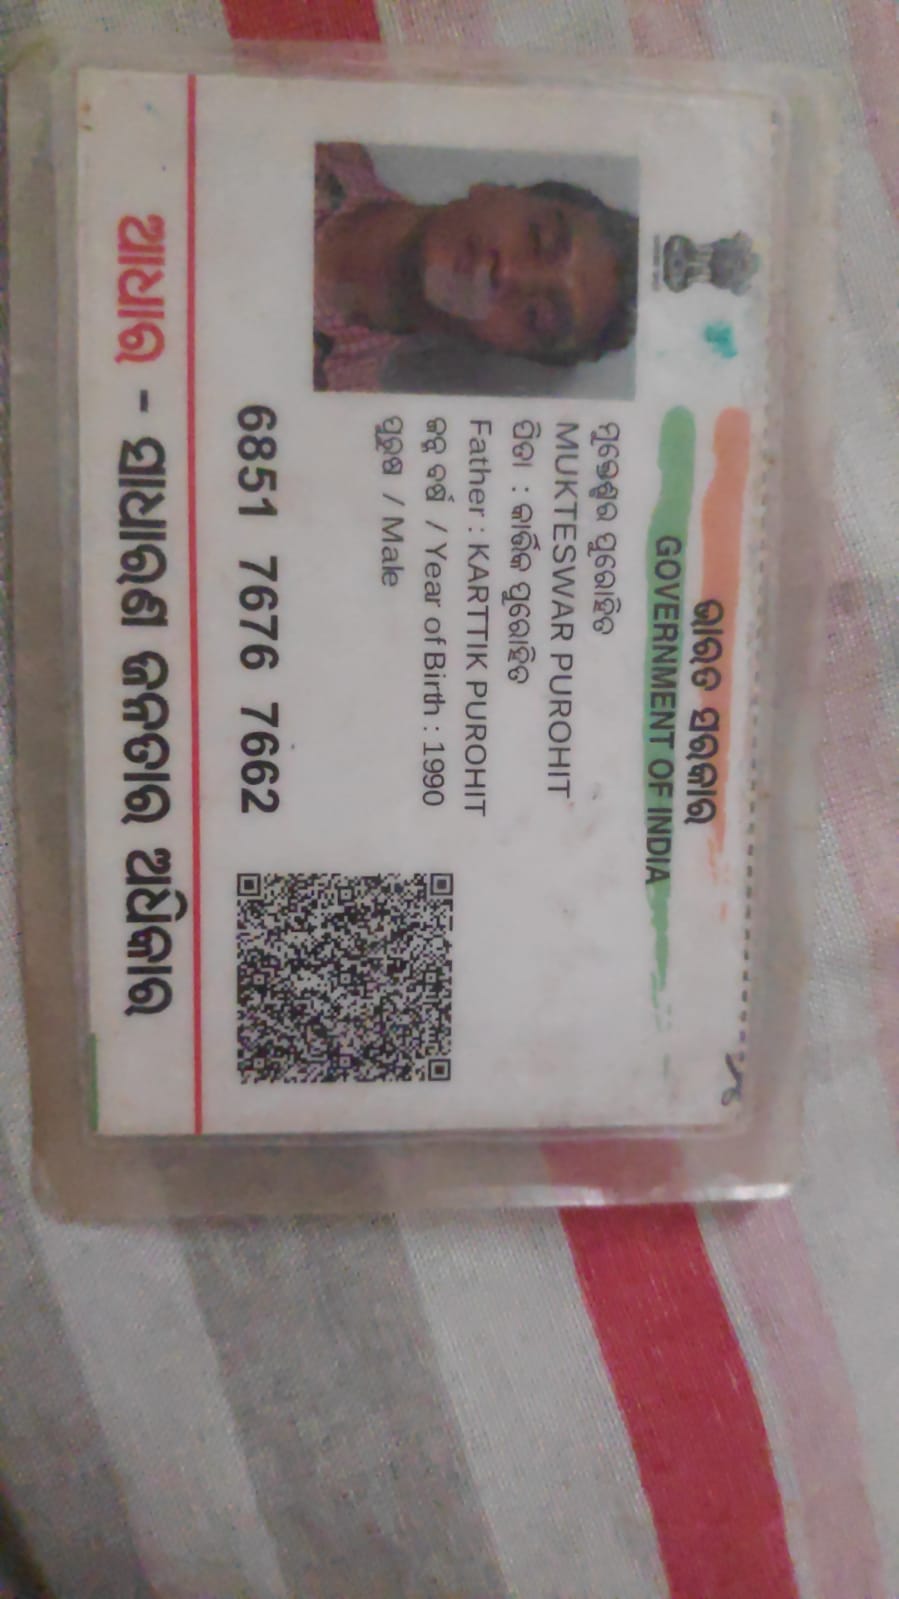 ଭାରତ ସରକାର
GOVERNMENT OF INDIA
ମୁକ୍ତେଶ୍ୱର ପୁରୋହିତ
MUKTESWAR PUROHIT
ପିତା : କାର୍ତ୍ତିକ ପୁରୋହିତ
Father : KARTTIK PUROHIT
ଜନ୍ମ ବର୍ଷ / Year of Birth : 1990
ପୁରୁଷ / Male
6851 7676 7662
ଆଧାର - ସାଧାରଣ ଜନତାର ଅଧିକାର